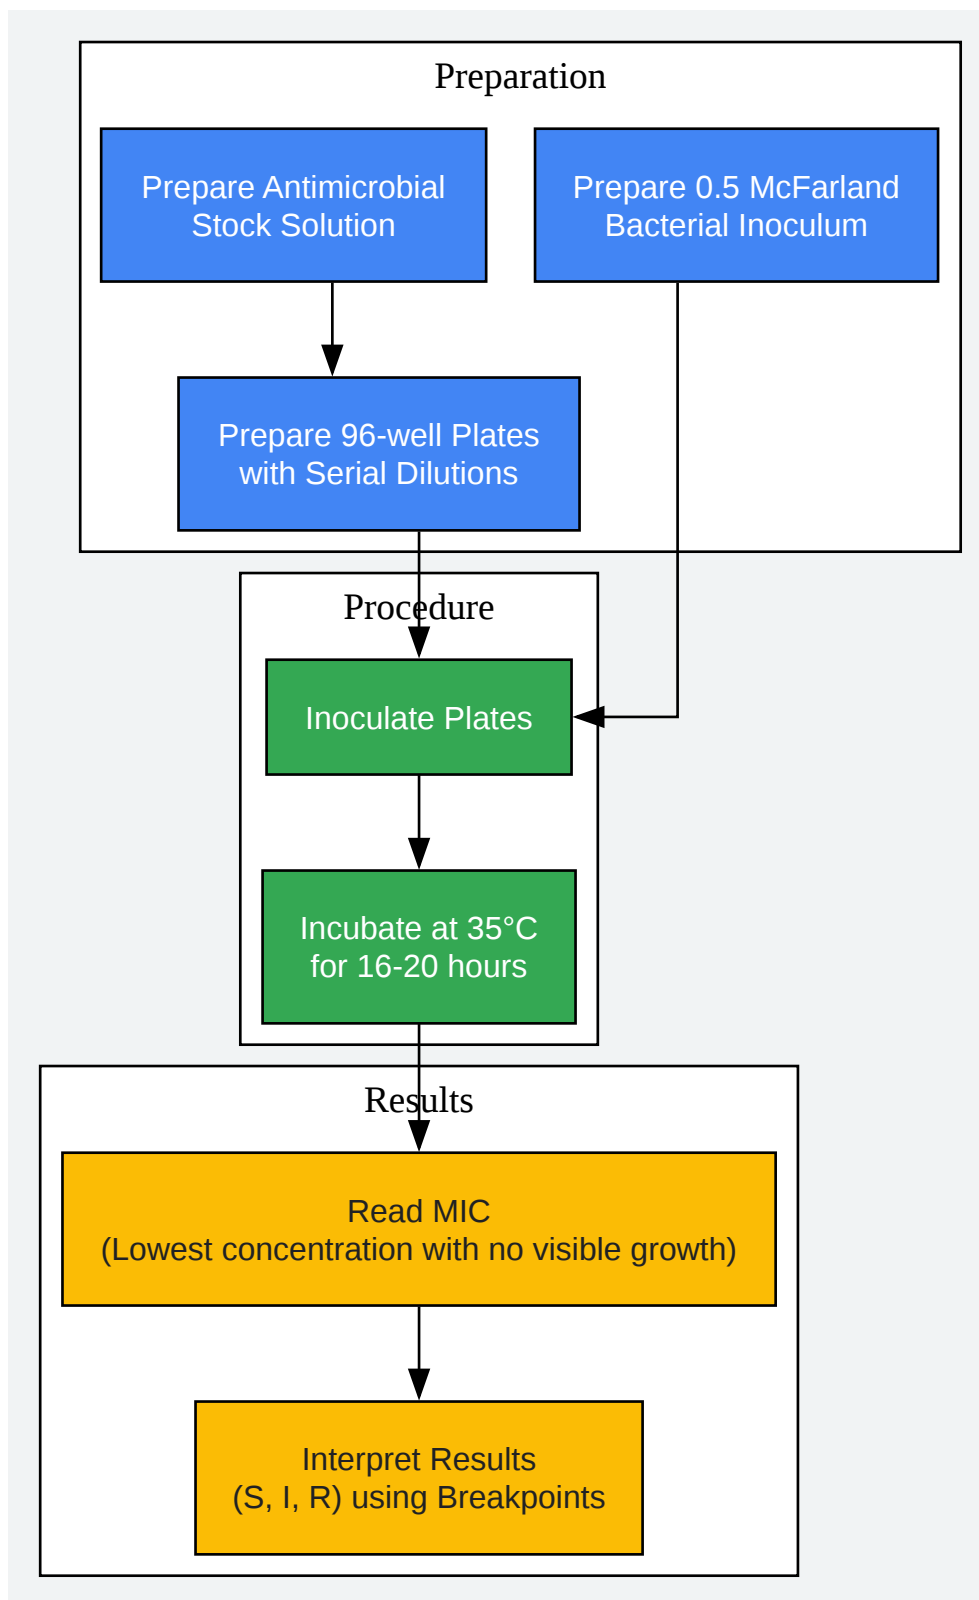 Preparation
Prepare Antimicrobial
Stock Solution
Prepare 0.5 McFarland
Bacterial Inoculum
Prepare 96-well Plates
with Serial Dilutions
Procedure
Inoculate Plates
Incubate at 35°C
for 16-20 hours
Results
Read MIC
(Lowest concentration with no visible growth)
Interpret Results
(S, I, R) using Breakpoints